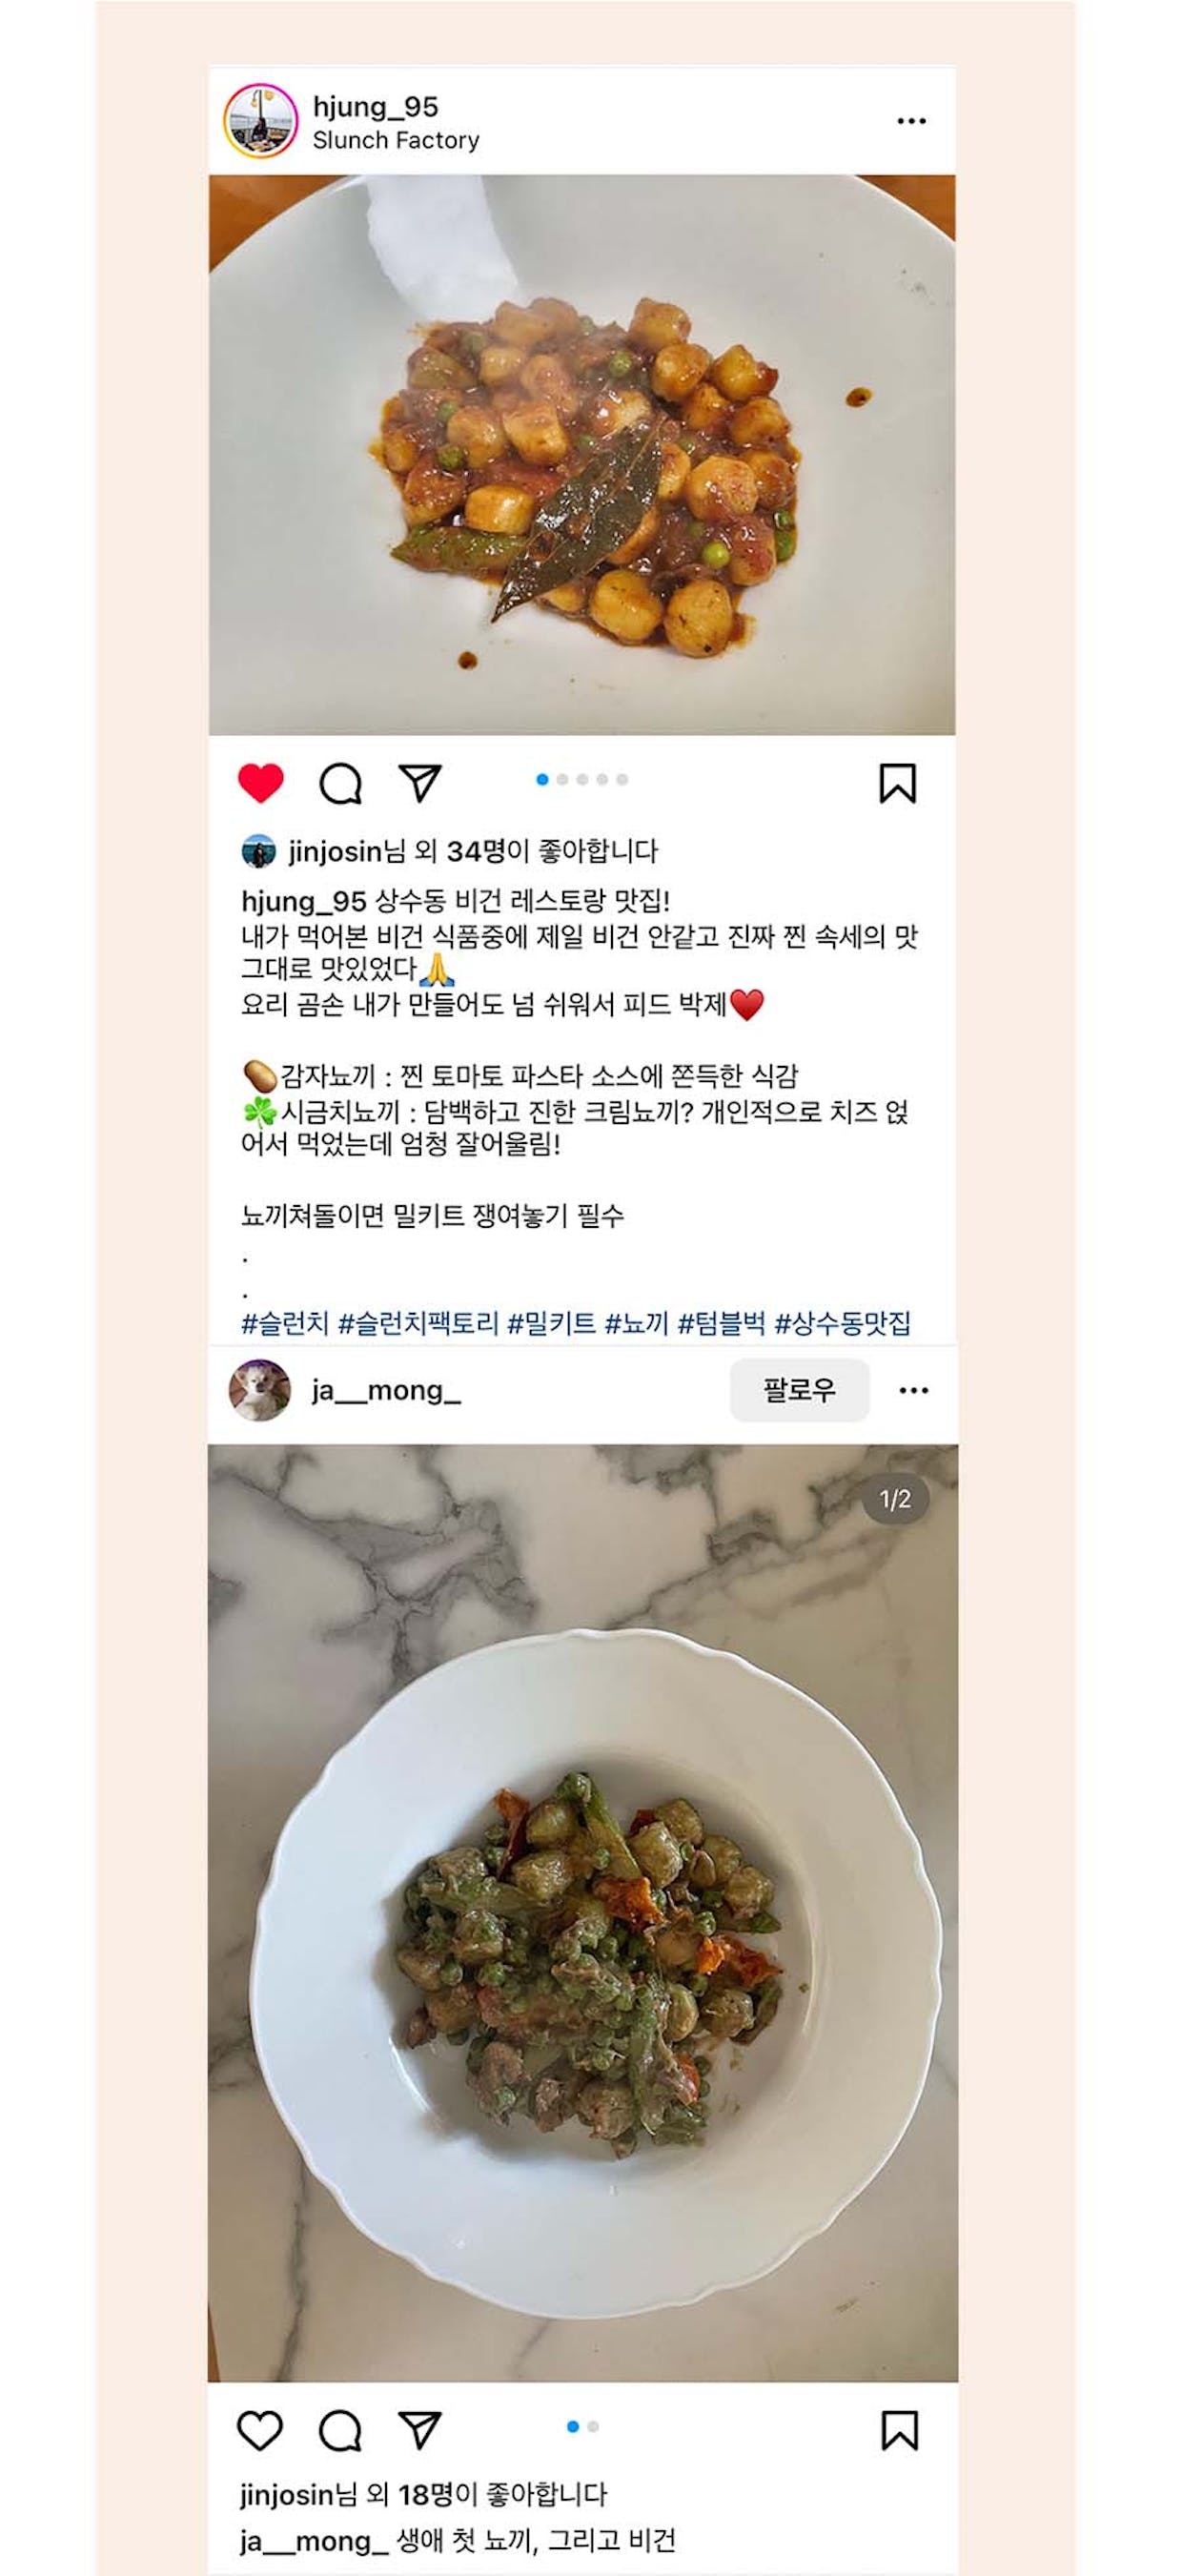 hjung_95
Slunch Factory
jinjosin님 외 34명이 좋아합니다
hjung_95 상수동 비건 레스토랑 맛집!
내가 먹어본 비건 식품중에 제일 비건 안같고 진짜 찐 속세의 맛
그대로 맛있었다🙏
요리 곰손 내가 만들어도 넘 쉬워서 피드 박제♥️
🥔감자뇨끼 : 찐 토마토 파스타 소스에 쫀득한 식감
☘️시금치뇨끼 : 담백하고 진한 크림뇨끼? 개인적으로 치즈 얹
어서 먹었는데 엄청 잘어울림!
뇨끼쳐돌이면 밀키트 쟁여놓기 필수
.
.
#슬런치 #슬런치팩토리 #밀키트 #뇨끼 #텀블벅 #상수동맛집
ja__mong_
팔로우
1/2
jinjosin님 외 18명이 좋아합니다
ja__mong_ 생애 첫 뇨끼, 그리고 비건